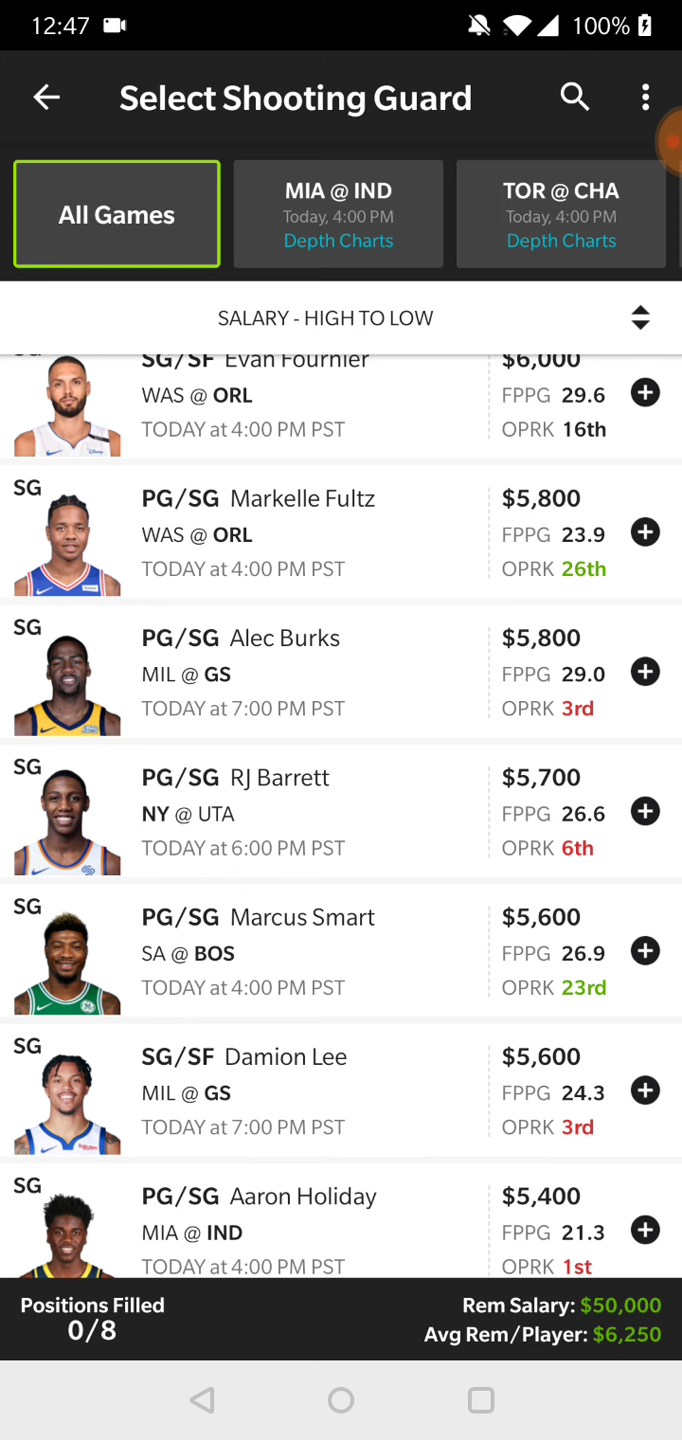 12:47 100%
Select Shooting Guard
All Games
MIA @ IND
Today, 4:00 PM
Depth Charts
TOR @ CHA
Today, 4:00 PM
Depth Charts
SALARY - HIGH TO LOW
SG
SG/SF Evan Fournier $6,000
WAS @ ORL FPPG 29.6
TODAY at 4:00 PM PST OPRK 16th
SG
PG/SG Markelle Fultz $5,800
WAS @ ORL FPPG 23.9
TODAY at 4:00 PM PST OPRK 26th
SG
PG/SG Alec Burks $5,800
MIL @ GS FPPG 29.0
TODAY at 7:00 PM PST OPRK 3rd
SG
PG/SG RJ Barrett $5,700
NY @ UTA FPPG 26.6
TODAY at 6:00 PM PST OPRK 6th
SG
PG/SG Marcus Smart $5,600
SA @ BOS FPPG 26.9
TODAY at 4:00 PM PST OPRK 23rd
SG
SG/SF Damion Lee $5,600
MIL @ GS FPPG 24.3
TODAY at 7:00 PM PST OPRK 3rd
SG
PG/SG Aaron Holiday $5,400
MIA @ IND FPPG 21.3
TODAY at 4:00 PM PST OPRK 1st
Positions Filled Rem Salary: $50,000
0/8 Avg Rem/Player: $6,250